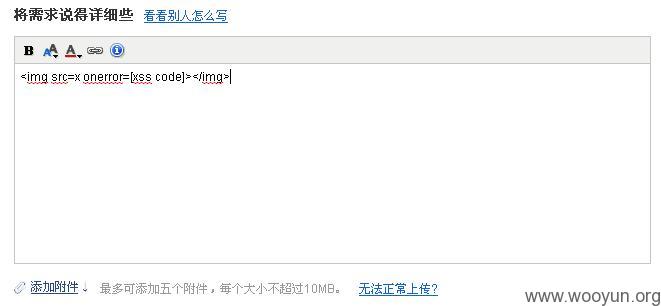 将需求说得详细些 看看别人怎么写
B A A
<img src=x onerror=[xss code]></img>
添加附件↓ 最多可添加五个附件，每个大小不超过10MB。 无法正常上传?
www.wooyun.org